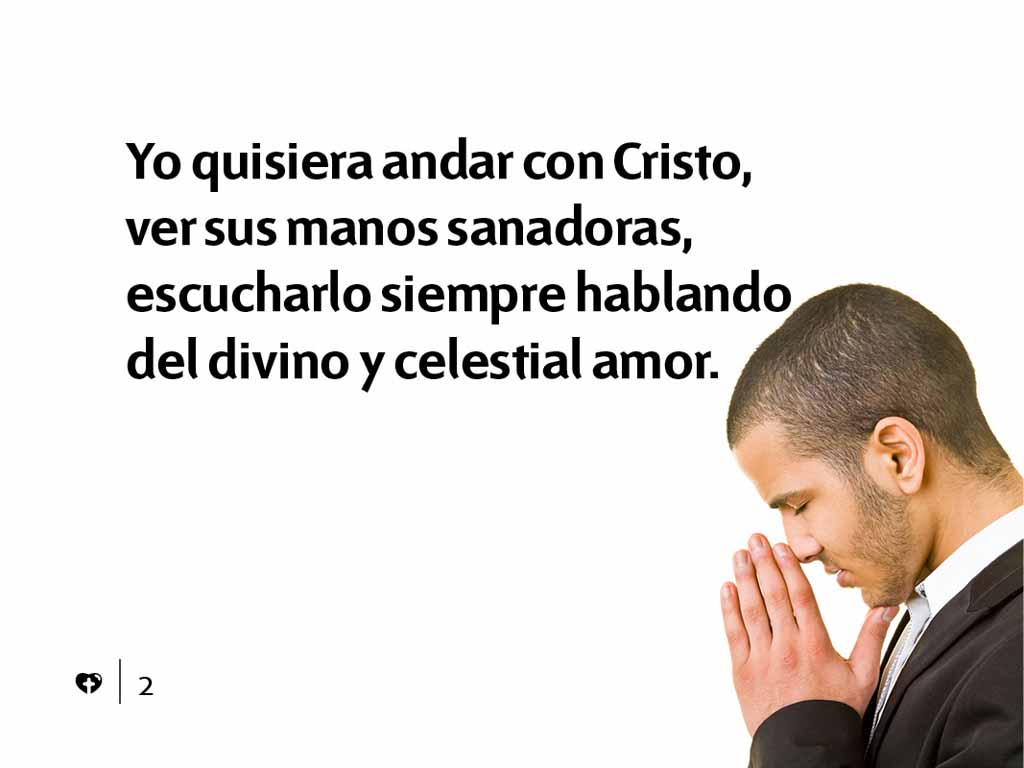 Yo quisiera andar con Cristo,
ver sus manos sanadoras,
escucharlo siempre hablando
del divino y celestial amor.
2